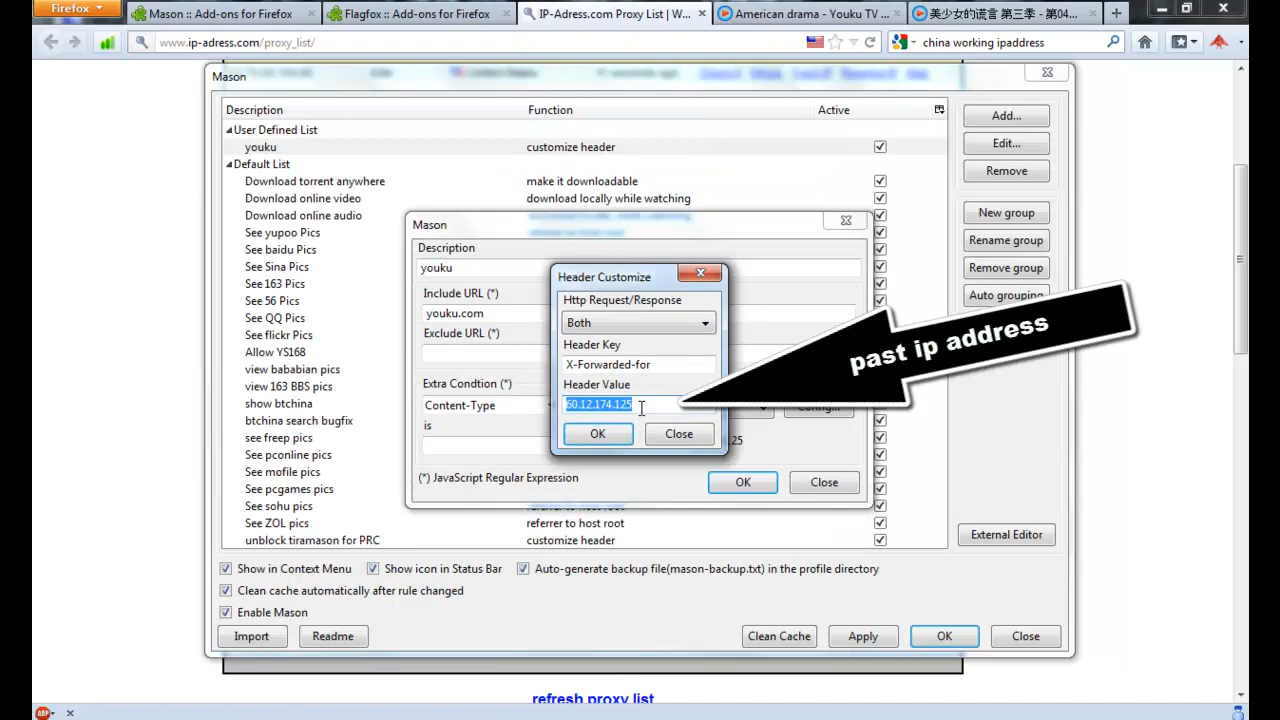 Firefox
Mason :: Add-ons for Firefox
Flagfox :: Add-ons for Firefox
IP-Adress.com Proxy List | W...
American drama - Youku TV ...
美少女的谎言 第三季 - 第04...
www.ip-adress.com/proxy_list/
china working ipaddress
Mason
Description Function Active
User Defined List
youku customize header
Default List
Download torrent anywhere make it downloadable
Download online video download locally while watching
Download online audio
See yupoo Pics
See baidu Pics
See Sina Pics
See 163 Pics
See 56 Pics
See QQ Pics
See flickr Pics
Allow YS168
view bababian pics
view 163 BBS pics
show btchina
btchina search bugfix
see freep pics
See pconline pics
See mofile pics
See pcgames pics
See sohu pics referrer to host root
See ZOL pics referrer to host root
unblock tiramason for PRC customize header
Add...
Edit...
Remove
New group
Rename group
Remove group
Auto grouping
External Editor
Mason
Description
youku
Include URL (*)
youku.com
Exclude URL (*)
Extra Condtion (*)
Content-Type
is
Config...
.25
(*) JavaScript Regular Expression
OK Close
Header Customize
Http Request/Response
Both
Header Key
X-Forwarded-for
Header Value
60.12.174.125
OK Close
past ip address
Show in Context Menu Show icon in Status Bar Auto-generate backup file(mason-backup.txt) in the profile directory
Clean cache automatically after rule changed
Enable Mason
Import Readme Clean Cache Apply OK Close
refresh proxy list
ABP